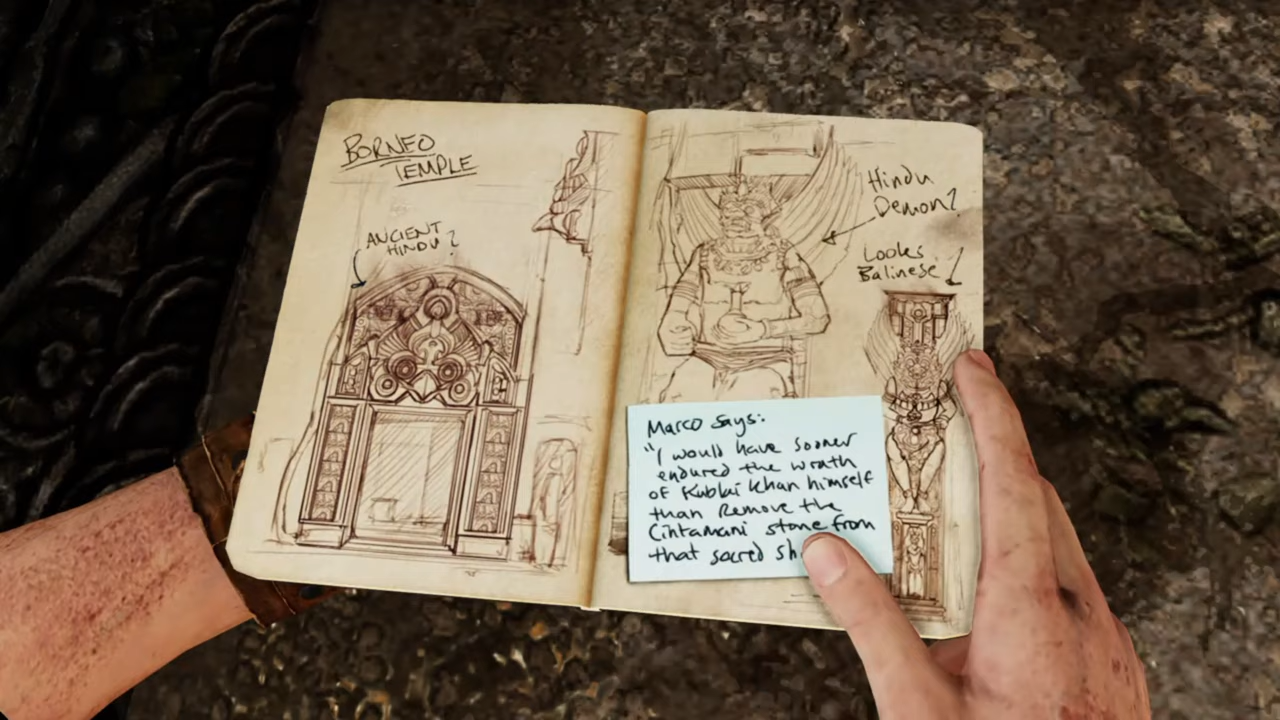 BORNEO
TEMPLE
ANCIENT
HINDU?
Hindu
Demon?
Looks
Balinese
Marco says:
"I would have sooner
endured the wrath
of Kublai Khan himself
than Remove the
Cintamani stone from
that sacred sh